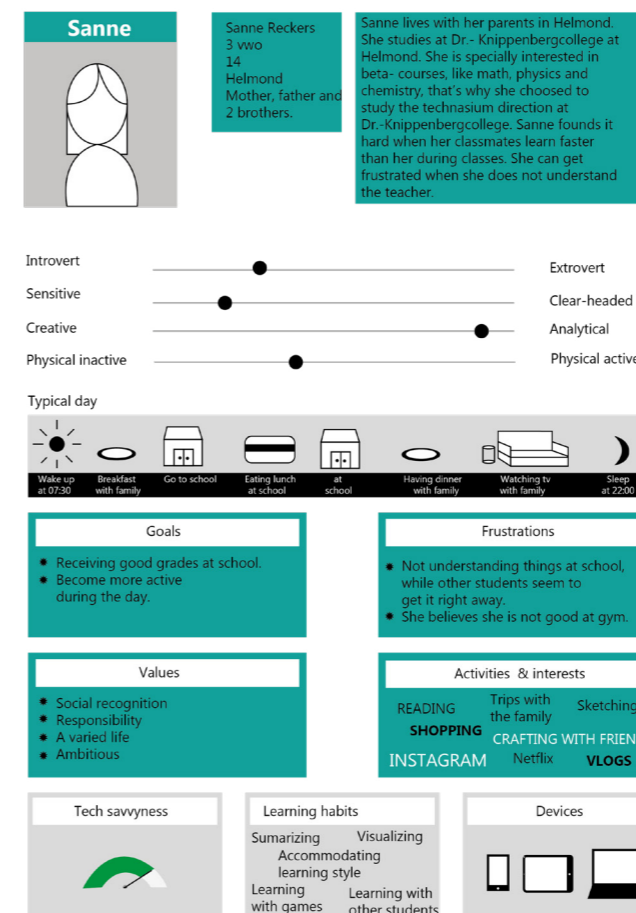 Sanne
Sanne Reckers
3 vwo
14
Helmond
Mother, father and
2 brothers.
Sanne lives with her parents in Helmond.
She studies at Dr.- Knippenbergcollege at
Helmond. She is specially interested in
beta- courses, like math, physics and
chemistry, that's why she choosed to
study the technasium direction at
Dr.-Knippenbergcollege. Sanne founds it
hard when her classmates learn faster
than her during classes. She can get
frustrated when she does not understand
the teacher.
Introvert
Extrovert
Sensitive
Clear-headed
Creative
Analytical
Physical inactive
Physical active
Typical day
Wake up
at 07:30
Breakfast
with family
Go to school
Eating lunch
at school
at
school
Having dinner
with family
Watching tv
with family
Sleep
at 22:00
Goals
Receiving good grades at school.
Become more active
during the day.
Frustrations
Not understanding things at school,
while other students seem to
get it right away.
She believes she is not good at gym.
Values
Social recognition
Responsibility
A varied life
Ambitious
Activities & interests
READING
Trips with
the family
Sketching
SHOPPING
CRAFTING WITH FRIEN
INSTAGRAM
Netflix
VLOGS
Tech savvyness
Learning habits
Sumarizing
Visualizing
Accommodating
learning style
Learning
with games
Learning with
other students
Devices